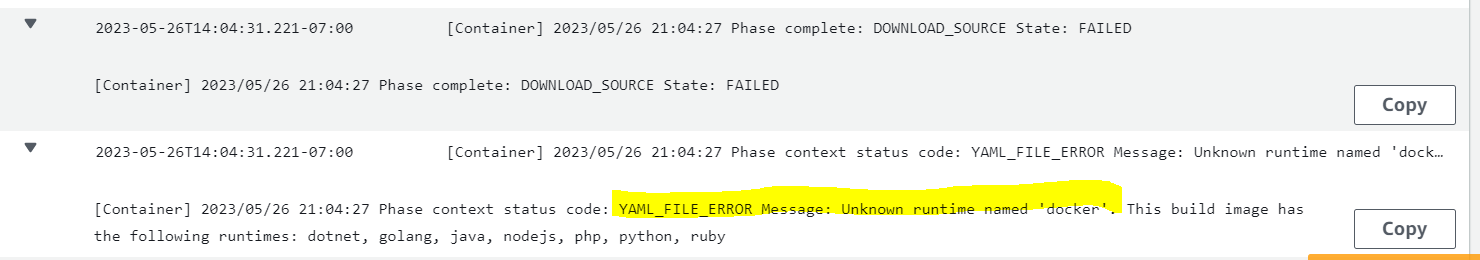 2023-05-26T14:04:31.221-07:00 [Container] 2023/05/26 21:04:27 Phase complete: DOWNLOAD_SOURCE State: FAILED
[Container] 2023/05/26 21:04:27 Phase complete: DOWNLOAD_SOURCE State: FAILED
Copy
2023-05-26T14:04:31.221-07:00 [Container] 2023/05/26 21:04:27 Phase context status code: YAML_FILE_ERROR Message: Unknown runtime named 'dock…
[Container] 2023/05/26 21:04:27 Phase context status code: YAML_FILE_ERROR Message: Unknown runtime named 'docker'. This build image has
the following runtimes: dotnet, golang, java, nodejs, php, python, ruby
Copy